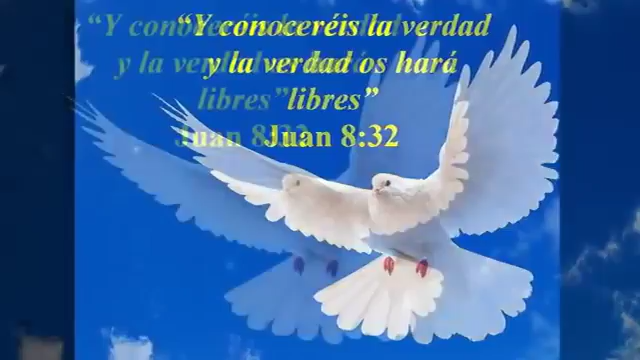 “Y conoceréis la verdad
y la verdad os hará
libres”
Juan 8:32